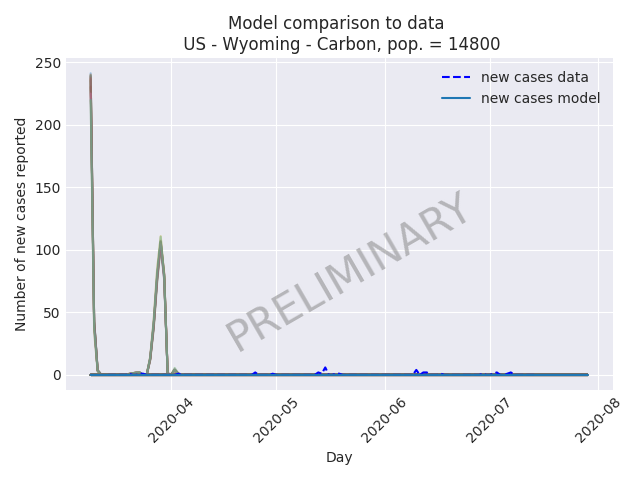 Model comparison to data
US - Wyoming - Carbon, pop. = 14800
250
200
150
100
50
0
Number of new cases reported
new cases data
new cases model
PRELIMINARY
2020-04
2020-05
2020-06
2020-07
2020-08
Day